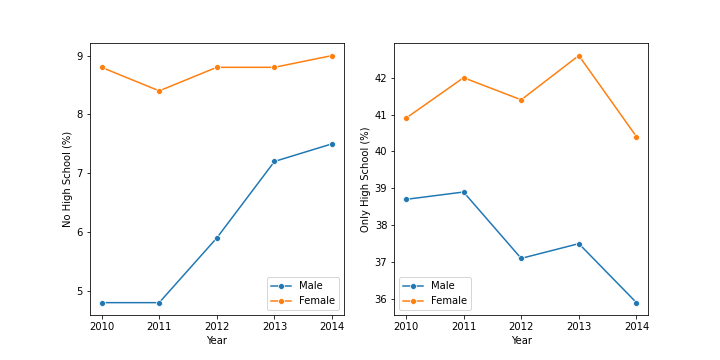 No High School (%)
9
8
7
6
5
2010 2011 2012 2013 2014
Year
Male
Female
Only High School (%)
42
41
40
39
38
37
36
2010 2011 2012 2013 2014
Year
Male
Female